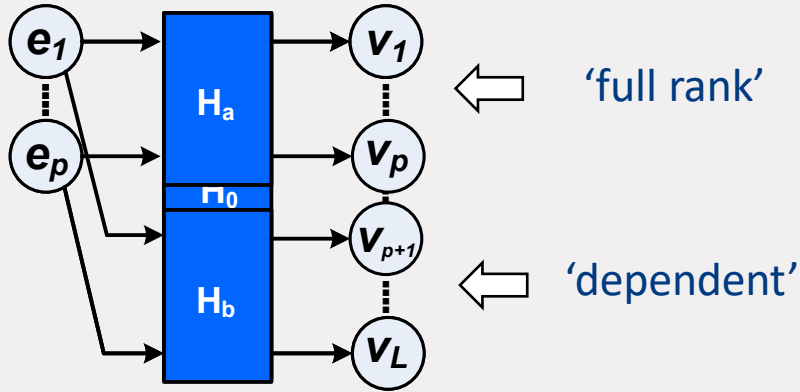 e1
v1
Ha
'full rank'
ep
vp
H0
vp+1
Hb
'dependent'
vL